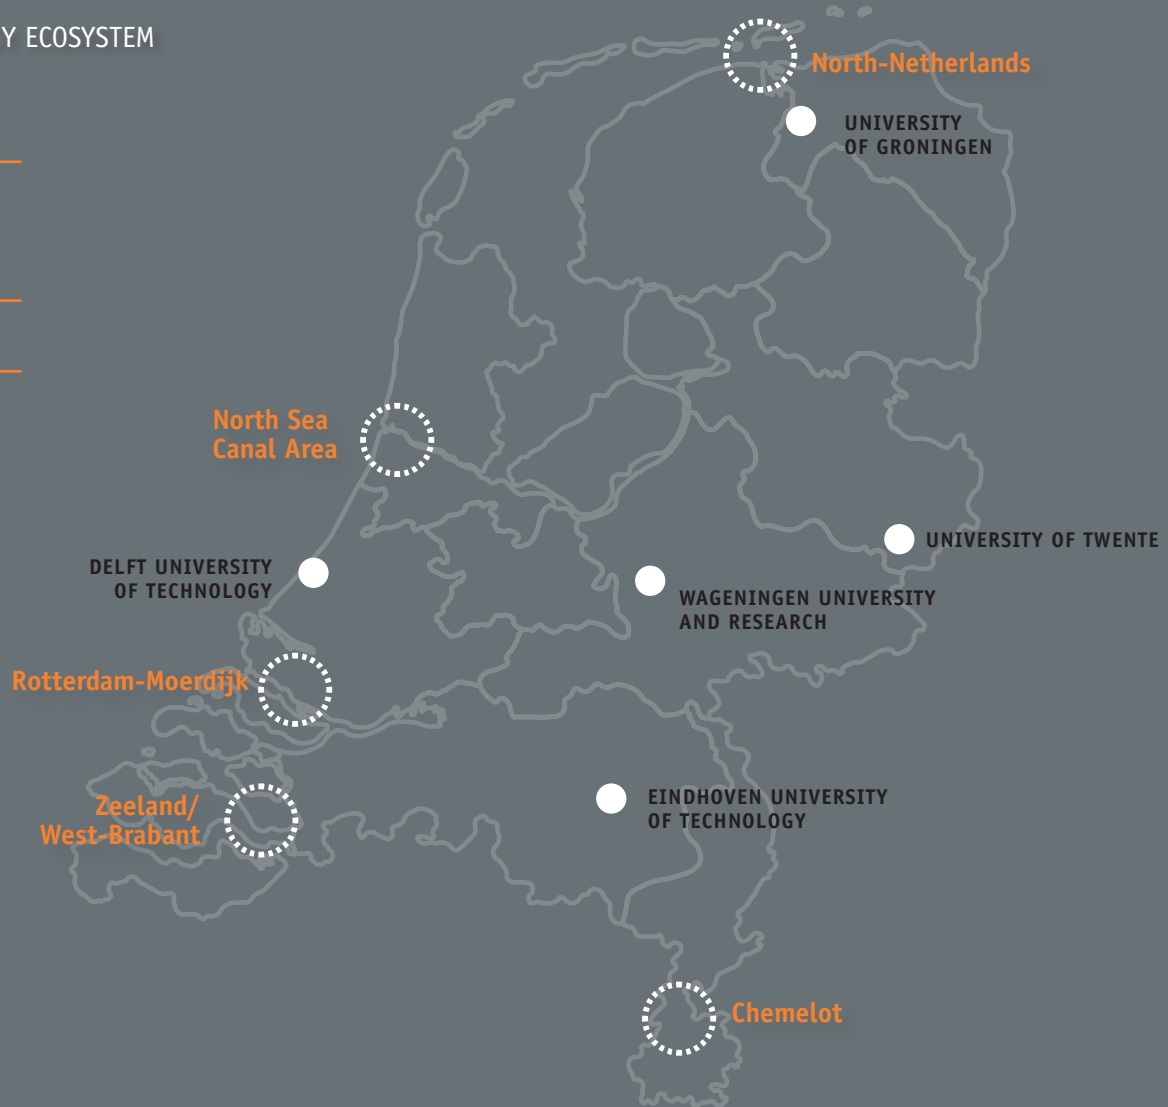 Y ECOSYSTEM
North-Netherlands
UNIVERSITY
OF GRONINGEN
North Sea
Canal Area
UNIVERSITY OF TWENTE
DELFT UNIVERSITY
OF TECHNOLOGY
WAGENINGEN UNIVERSITY
AND RESEARCH
Rotterdam-Moerdijk
Zeeland/
West-Brabant
EINDHOVEN UNIVERSITY
OF TECHNOLOGY
Chemelot